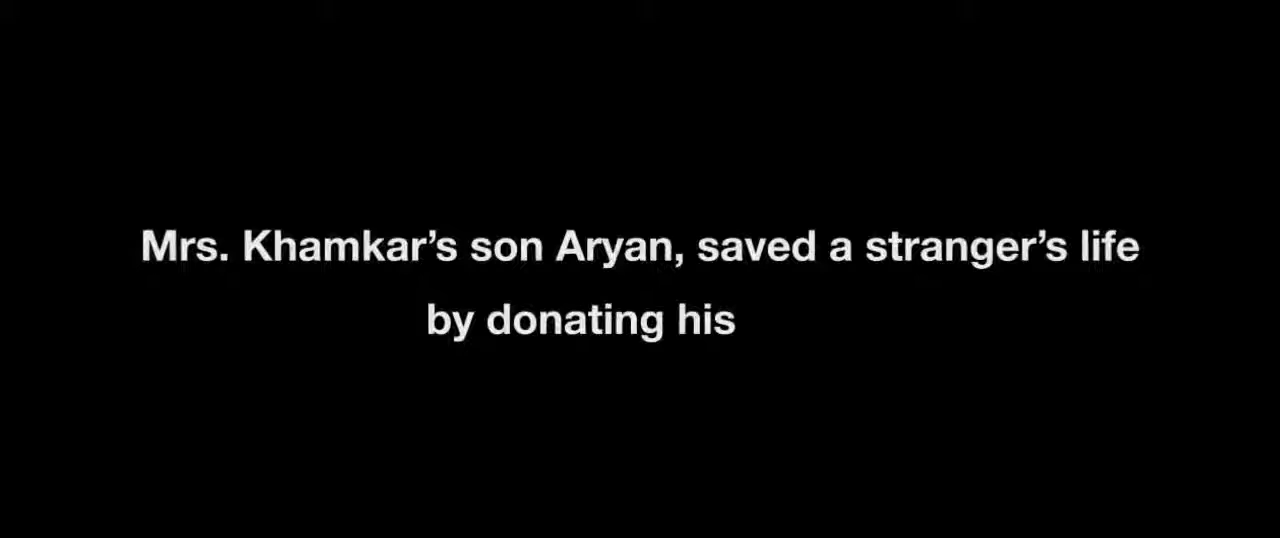 Mrs. Khamkar’s son Aryan, saved a stranger’s life
by donating his